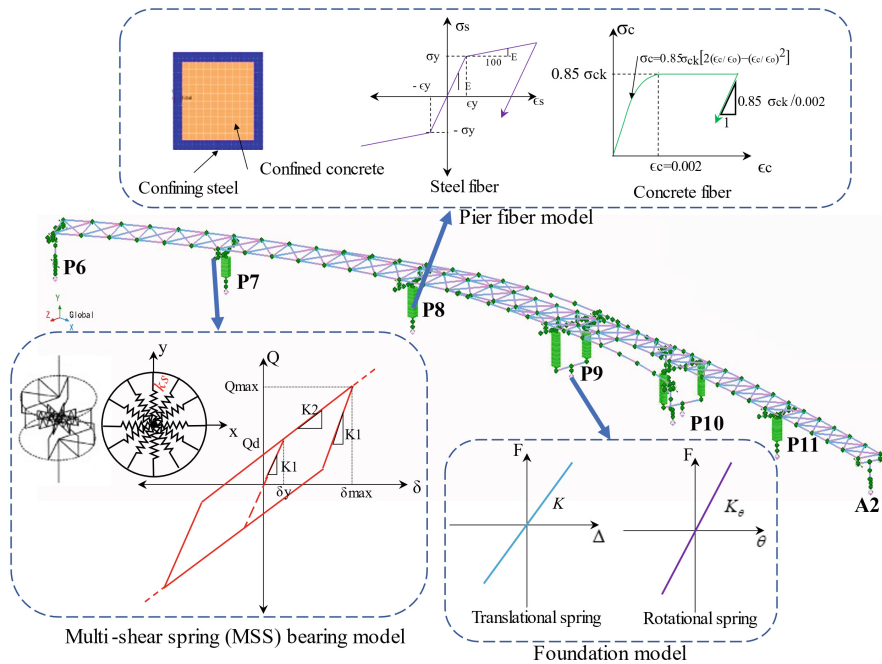 σs
σy
E
100
E
- ϵy
ϵy
ϵs
- σy
Steel fiber
Confined concrete
Confining steel
σc
σc=0.85σck[2(ϵc/ϵo)-(ϵc/ϵo)²]
0.85 σck
0.85 σck/0.002
1
ϵc=0.002
ϵc
Concrete fiber
Pier fiber model
P6
P7
P8
P9
P10
P11
A2
Y
Z
X
Global
y
ks
x
Q
Qmax
K2
Qd
K1
K1
δy
δmax
δ
Multi-shear spring (MSS) bearing model
F
K
Δ
Translational spring
F
Kθ
θ
Rotational spring
Foundation model